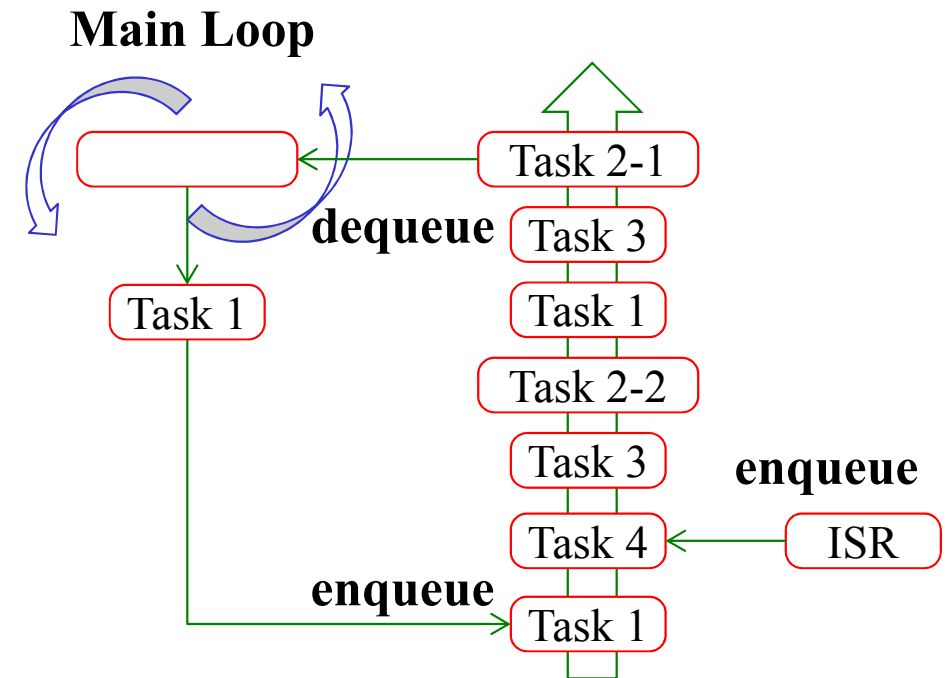 Main Loop
Task 2-1
dequeue
Task 3
Task 1
Task 1
Task 2-2
Task 3
enqueue
Task 4
ISR
enqueue
Task 1